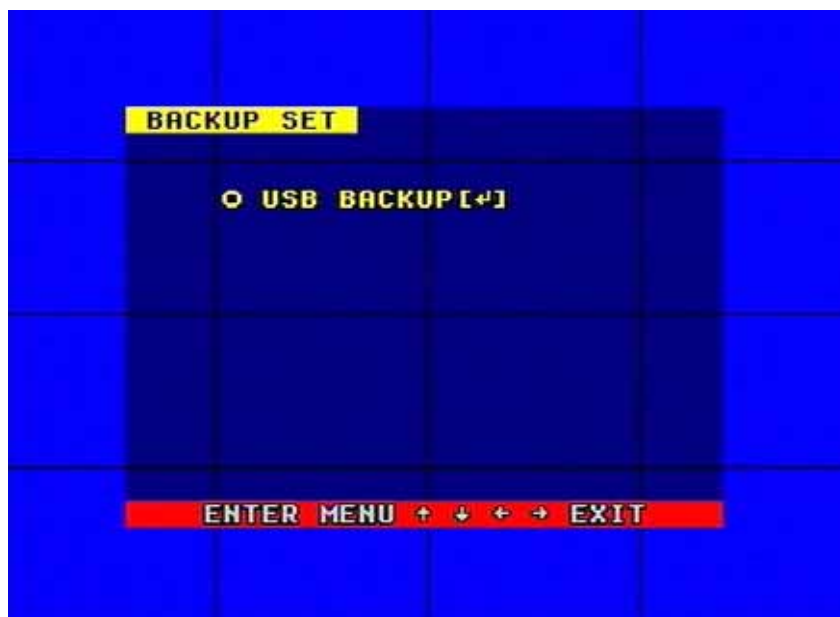 BACKUP SET
O USB BACKUP[↵]
ENTER MENU ↑ ↓ ← → EXIT